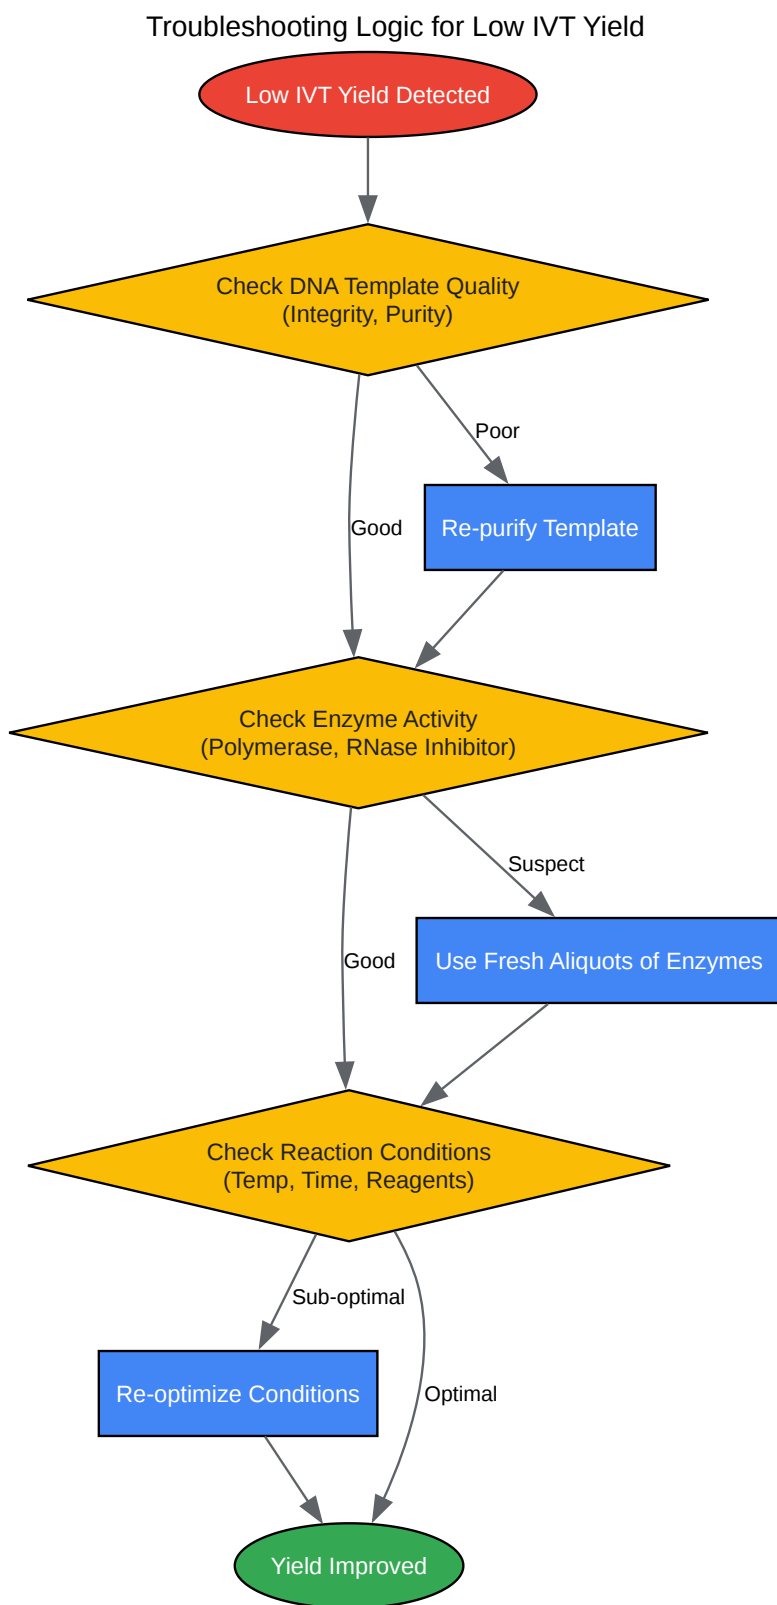 Troubleshooting Logic for Low IVT Yield
Low IVT Yield Detected
Check DNA Template Quality
(Integrity, Purity)
Poor
Good
Re-purify Template
Check Enzyme Activity
(Polymerase, RNase Inhibitor)
Suspect
Good
Use Fresh Aliquots of Enzymes
Check Reaction Conditions
(Temp, Time, Reagents)
Sub-optimal
Re-optimize Conditions
Optimal
Yield Improved